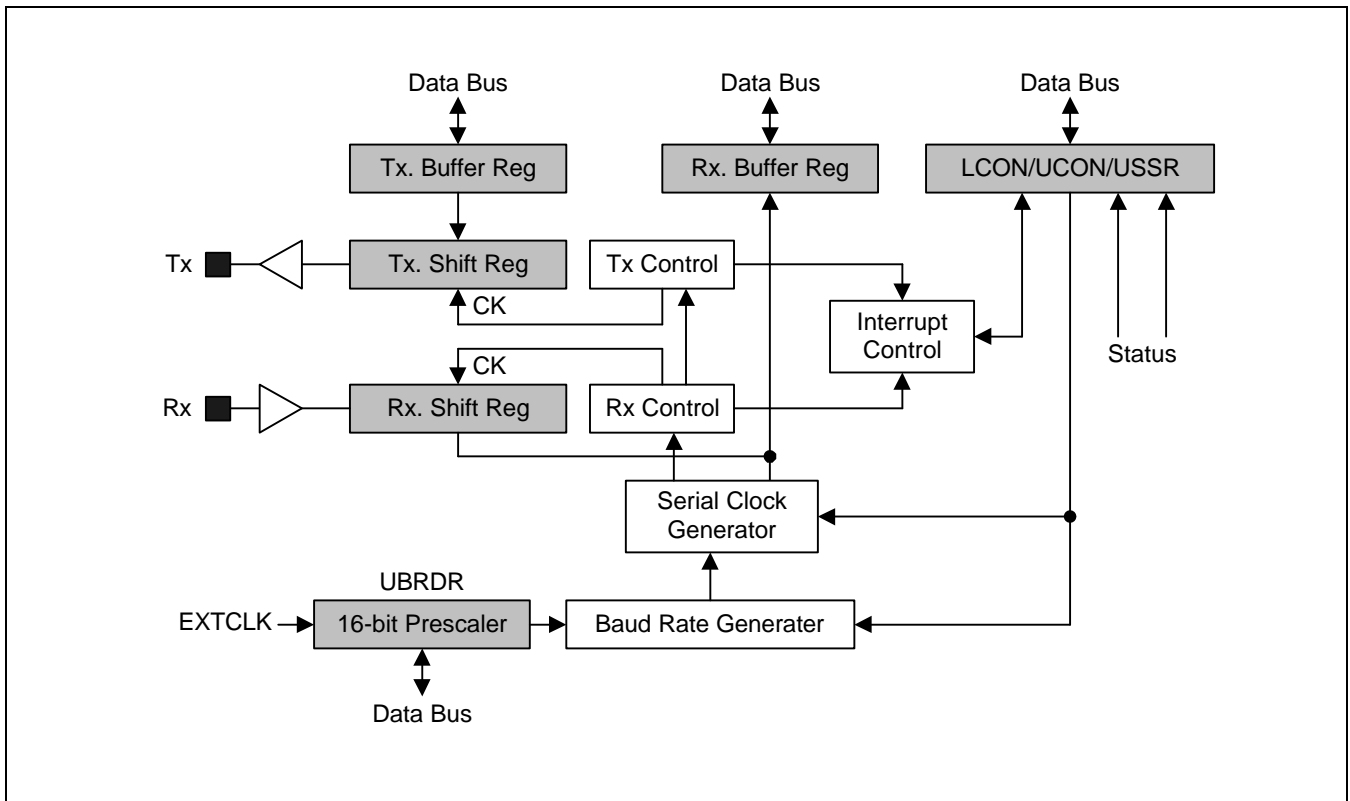 Data Bus
Data Bus
Data Bus
Tx. Buffer Reg
Rx. Buffer Reg
LCON/UCON/USSR
Tx
Tx. Shift Reg
Tx Control
CK
Interrupt
Control
Status
CK
Rx
Rx. Shift Reg
Rx Control
Serial Clock
Generator
UBRDR
EXTCLK
16-bit Prescaler
Baud Rate Generater
Data Bus